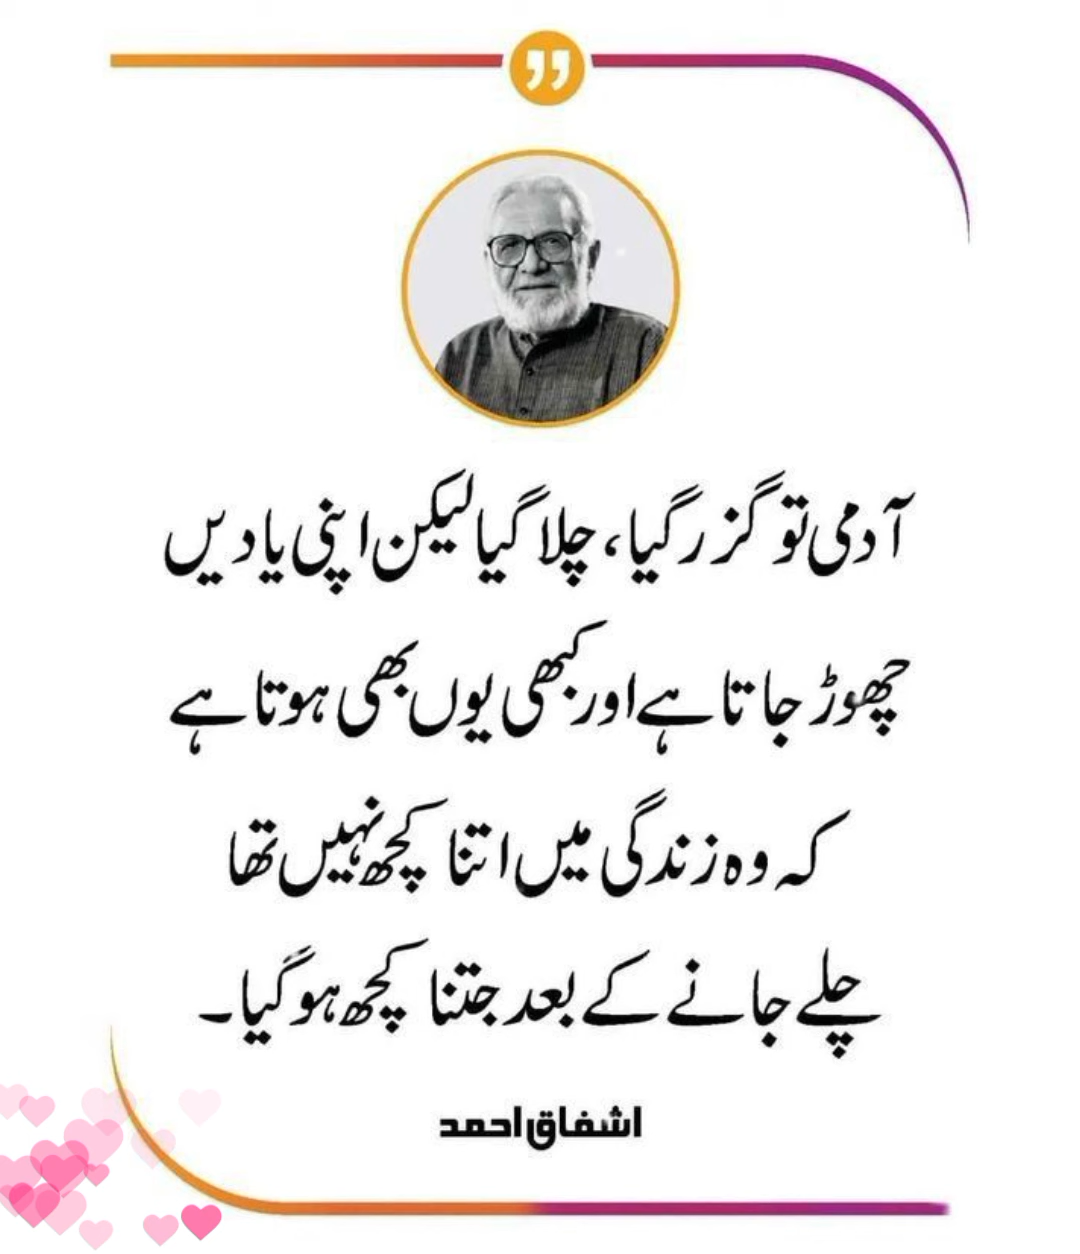 آدمی تو گزر گیا، چلا گیا لیکن اپنی یادیں
چھوڑ جاتا ہے اور کبھی یوں بھی ہوتا ہے
کہ وہ زندگی میں اتنا کچھ نہیں تھا
چلے جانے کے بعد جتنا کچھ ہو گیا۔
اشفاق احمد